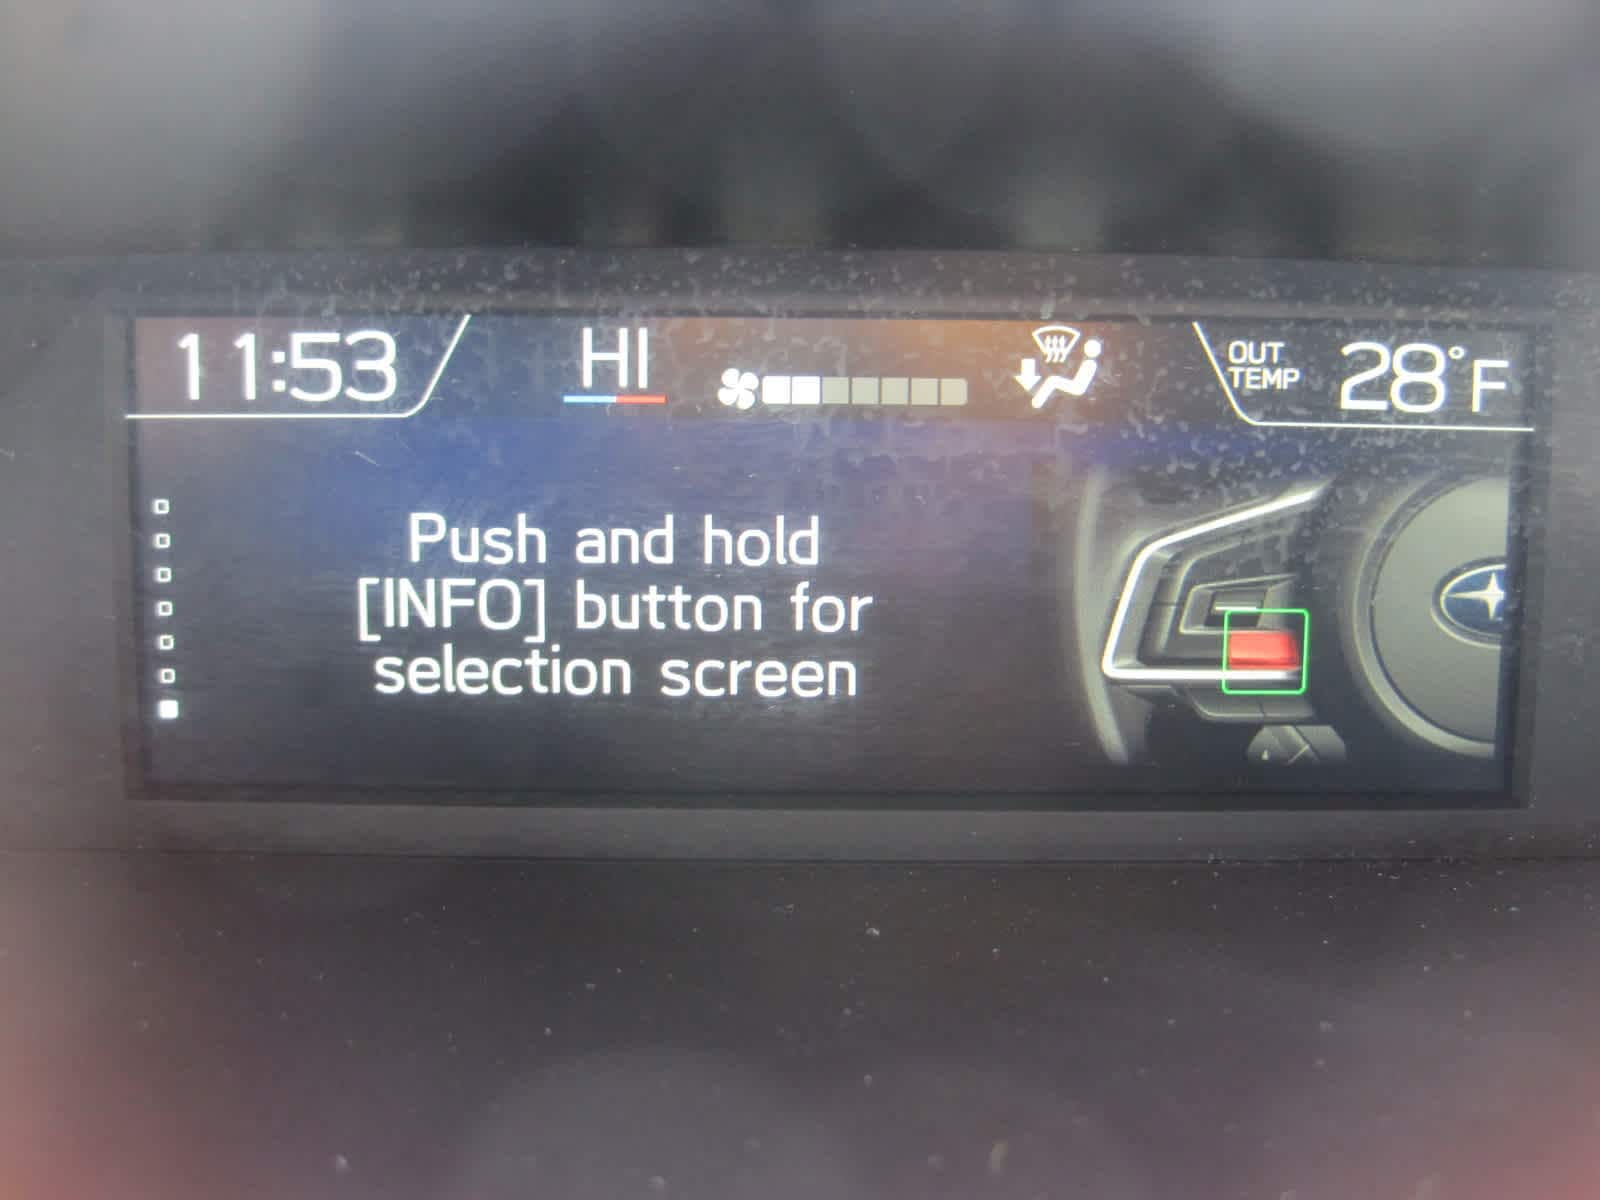 11:53
HI
OUT
TEMP
28°F
Push and hold
[INFO] button for
selection screen